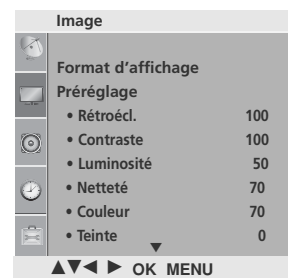 Image
Format d’affichage
Préréglage
• Rétroécl. 100
• Contraste 100
• Luminosité 50
• Netteté 70
• Couleur 70
• Teinte 0
▼
▲▼◄ ► OK MENU